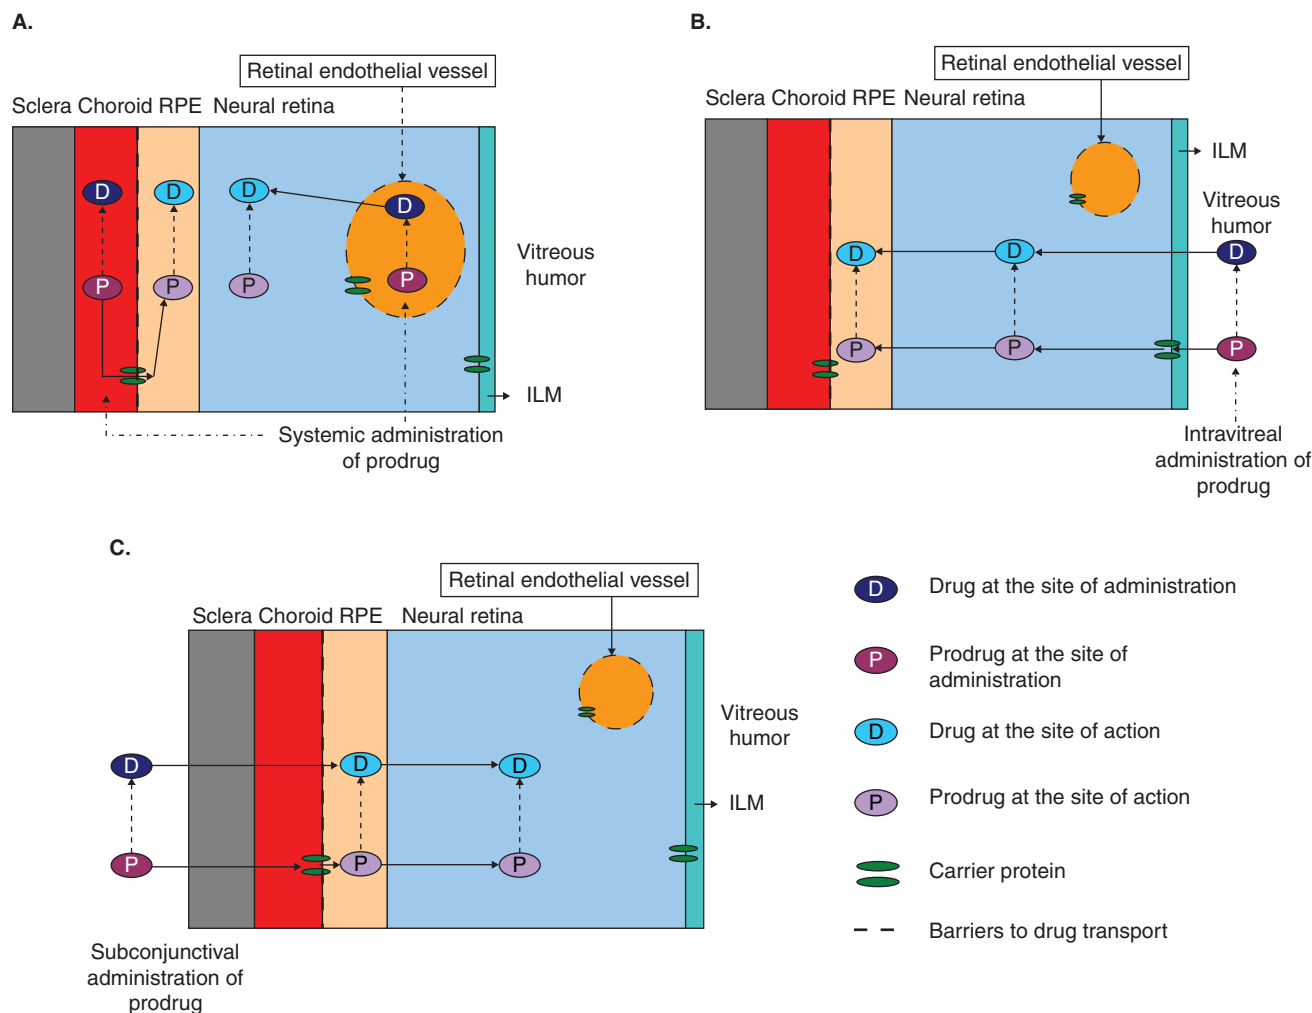 A.
Retinal endothelial vessel
Sclera Choroid RPE Neural retina
D
D
D
D
P
P
P
P
Vitreous
humor
ILM
Systemic administration
of prodrug
B.
Retinal endothelial vessel
Sclera Choroid RPE Neural retina
ILM
Vitreous
humor
D
D
D
P
P
P
Intravitreal
administration of
prodrug
C.
Retinal endothelial vessel
Sclera Choroid RPE Neural retina
Vitreous
humor
D
D
D
ILM
P
P
P
Subconjunctival
administration of
prodrug
D Drug at the site of administration
P Prodrug at the site of
administration
D Drug at the site of action
P Prodrug at the site of action
Carrier protein
Barriers to drug transport